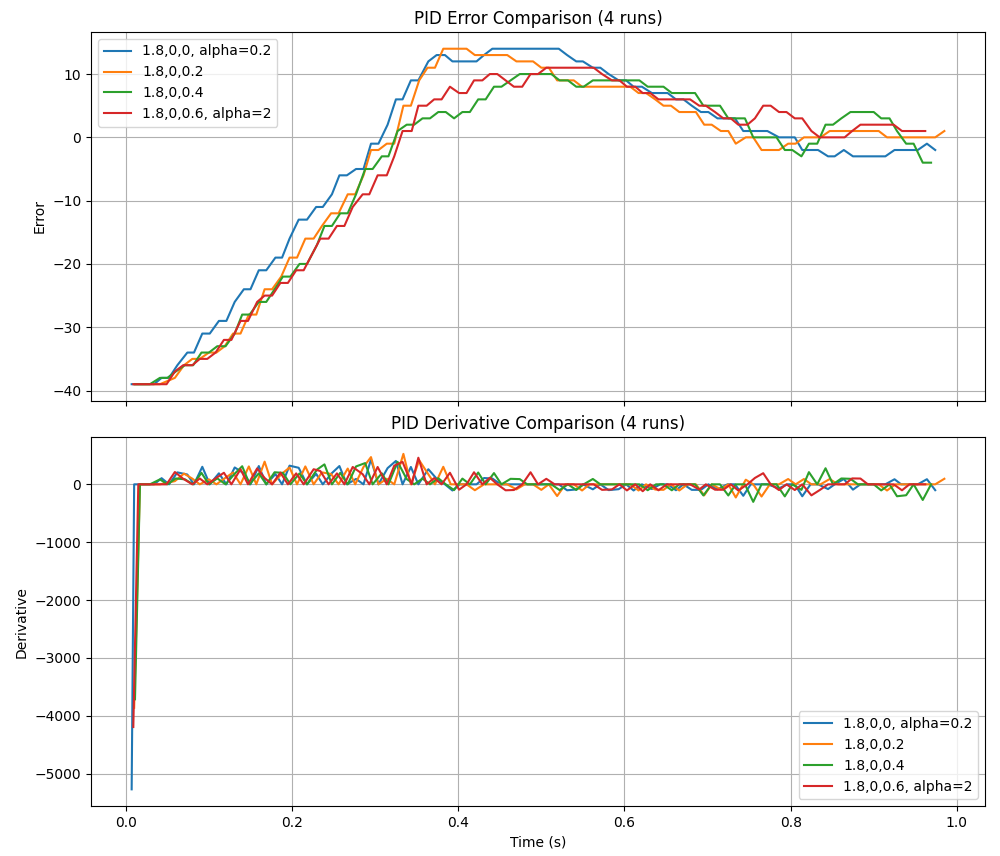 PID Error Comparison (4 runs)
1.8,0,0, alpha=0.2
1.8,0,0.2
1.8,0,0.4
1.8,0,0.6, alpha=2
10
0
−10
−20
−30
−40
Error
PID Derivative Comparison (4 runs)
0
−1000
−2000
−3000
−4000
−5000
Derivative
1.8,0,0, alpha=0.2
1.8,0,0.2
1.8,0,0.4
1.8,0,0.6, alpha=2
0.0 0.2 0.4 0.6 0.8 1.0
Time (s)